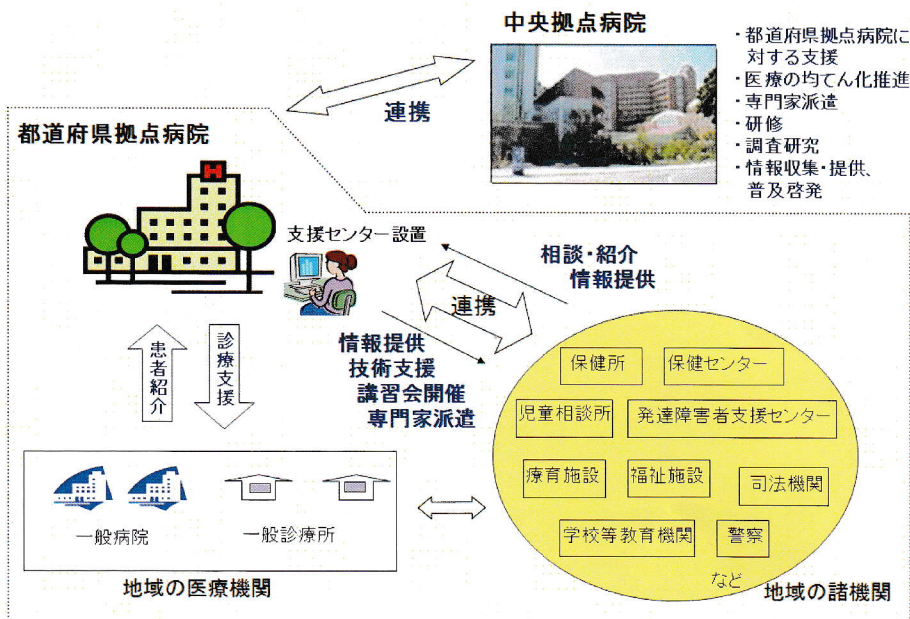 中央拠点病院
・都道府県拠点病院に
対する支援
・医療の均てん化推進
・専門家派遣
・研修
・調査研究
・情報収集・提供、
普及啓発
連携
都道府県拠点病院
H
支援センター設置
相談・紹介
情報提供
連携
情報提供
技術支援
講習会開催
専門家派遣
患者紹介
診療支援
保健所
保健センター
児童相談所
発達障害者支援センター
療育施設
福祉施設
司法機関
学校等教育機関
警察
など
地域の諸機関
一般病院
一般診療所
地域の医療機関